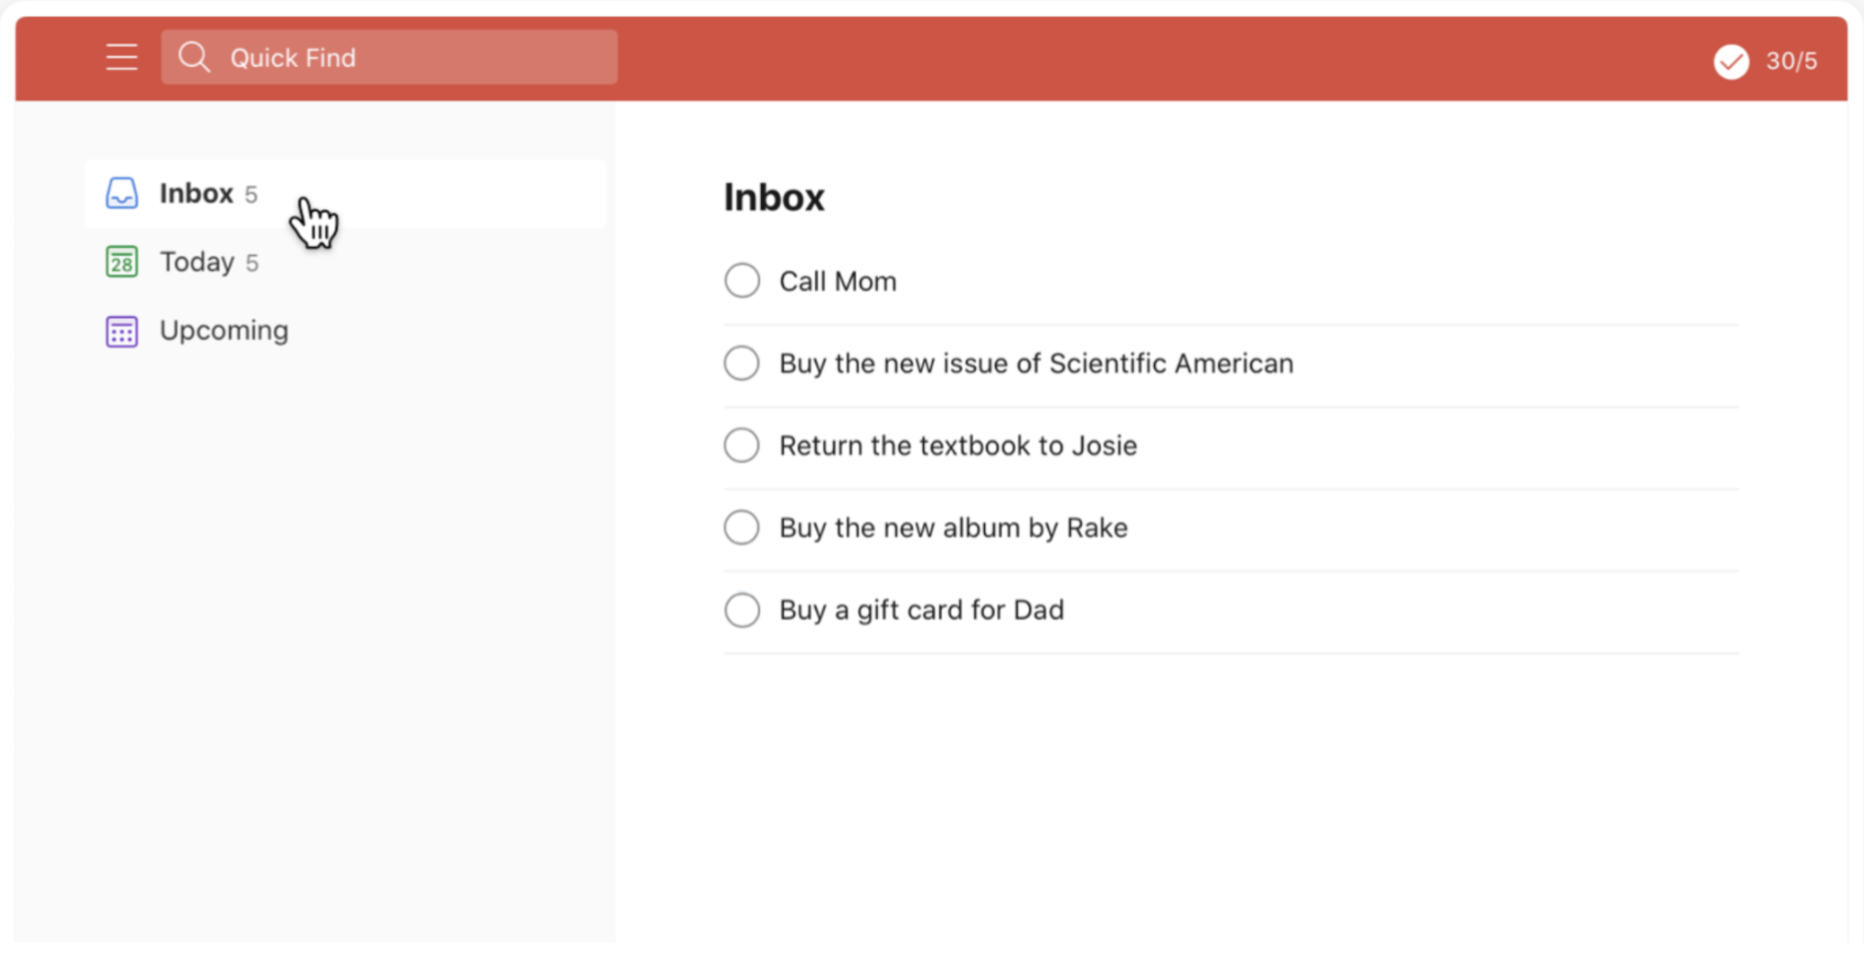 Quick Find
30/5
Inbox 5
28
Today 5
Upcoming
Inbox
Call Mom
Buy the new issue of Scientific American
Return the textbook to Josie
Buy the new album by Rake
Buy a gift card for Dad